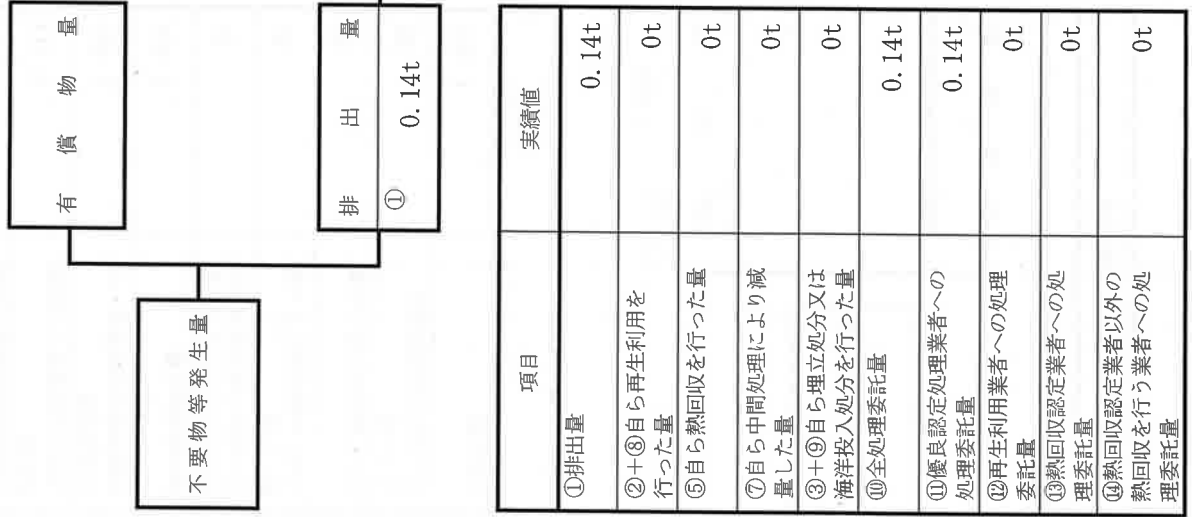 不要物等発生量
有償物量
排出量
①
0.14t
項目
実績値
①排出量
0.14t
②+⑧自ら再生利用を
行った量
0t
⑤自ら熱回収を行った量
0t
⑦自ら中間処理により減
量した量
0t
③+⑨自ら埋立処分又は
海洋投入処分を行った量
0t
⑩全処理委託量
0.14t
⑪優良認定処理業者への
処理委託量
0.14t
⑫再生利用業者への処理
委託量
0t
⑬熱回収認定業者への処
理委託量
0t
⑭熱回収認定業者以外の
熱回収を行う業者への処
理委託量
0t